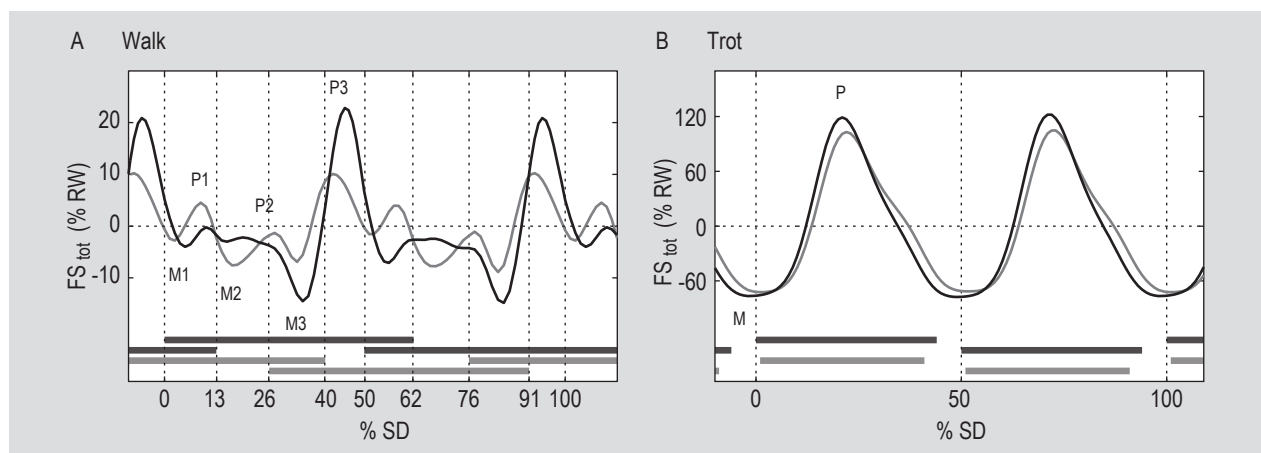 A Walk
P3
20
10
P1
P2
0
-10
M1
M2
M3
FS tot (% RW)
0 13 26 40 50 62 76 91 100
% SD
B Trot
P
120
60
0
-60
M
FS tot (% RW)
0 50 100
% SD